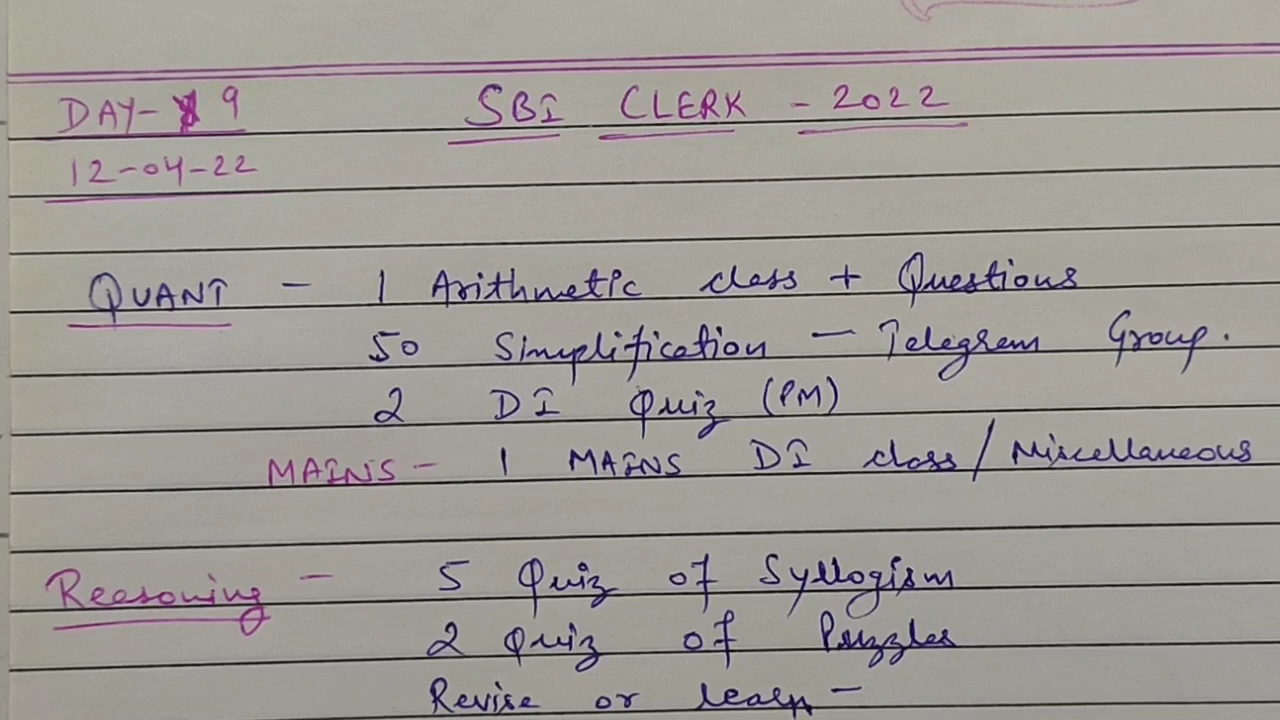 DAY- 9 SBI CLERK - 2022
12-04-22
QUANT - 1 Arithmetic class + Questions
50 Simplification - Telegram Group.
2 DI Quiz (PM)
MAINS - 1 MAINS DI class/Miscellaneous
Reasoning - 5 Quiz of Syllogism
2 Quiz of Puzzles
Revise or learn -